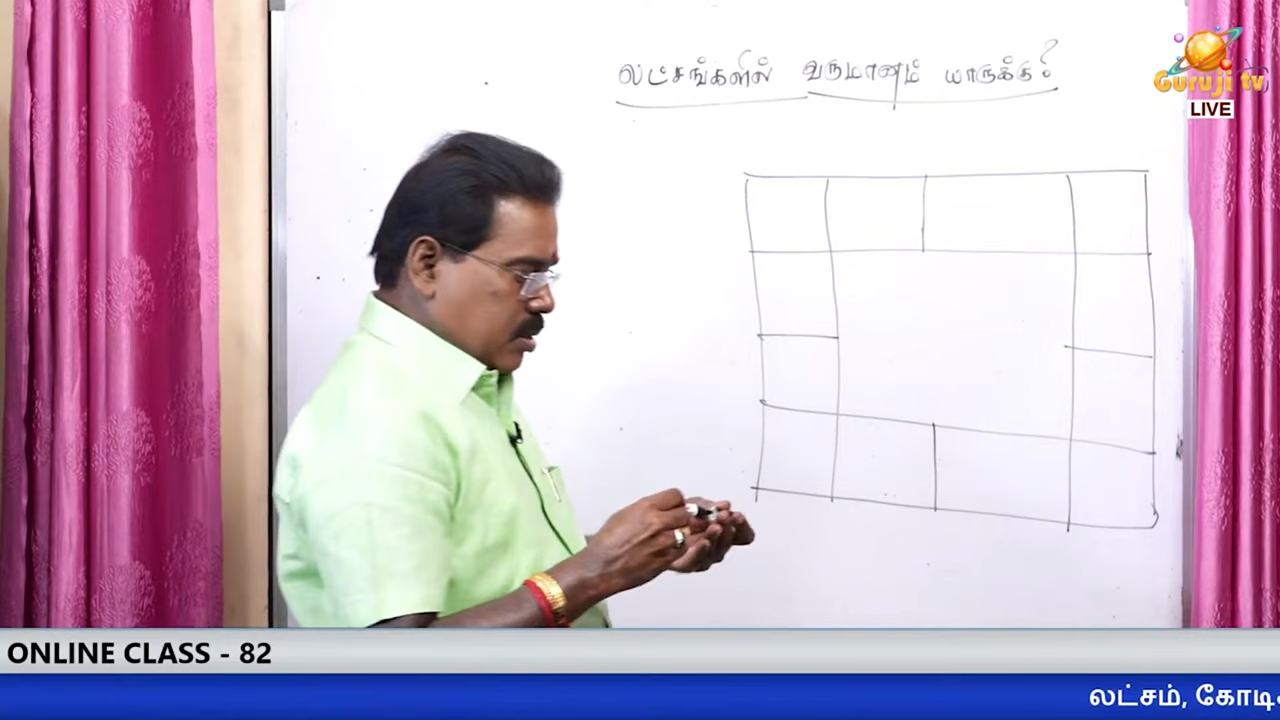 லட்சங்களில் வருமானம் யாருக்கு?
Guruji tv
LIVE
ONLINE CLASS - 82
லட்சம், கோடி